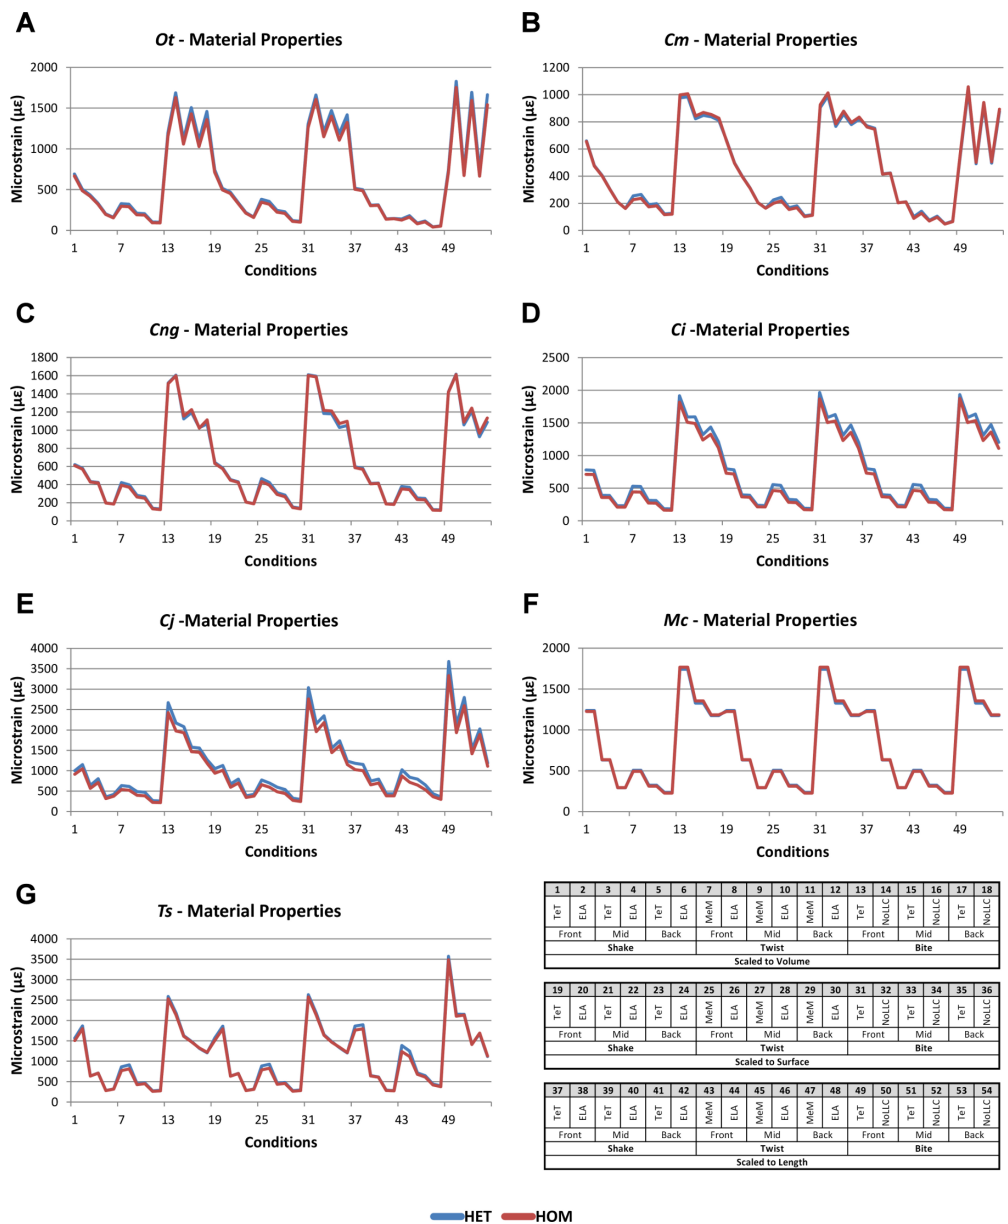 A
Ot - Material Properties
Microstrain (µε)
2000
1500
1000
500
0
1 7 13 19 25 31 37 43 49
Conditions
B
Cm - Material Properties
Microstrain (µε)
1200
1000
800
600
400
200
0
1 7 13 19 25 31 37 43 49
Conditions
C
Cng - Material Properties
Microstrain (µε)
1800
1600
1400
1200
1000
800
600
400
200
0
1 7 13 19 25 31 37 43 49
Conditions
D
Ci -Material Properties
Microstrain (µε)
2500
2000
1500
1000
500
0
1 7 13 19 25 31 37 43 49
Conditions
E
Cj -Material Properties
Microstrain (µε)
4000
3500
3000
2500
2000
1500
1000
500
0
1 7 13 19 25 31 37 43 49
Conditions
F
Mc - Material Properties
Microstrain (µε)
2000
1500
1000
500
0
1 7 13 19 25 31 37 43 49
Conditions
G
Ts - Material Properties
Microstrain (µε)
4000
3500
3000
2500
2000
1500
1000
500
0
1 7 13 19 25 31 37 43 49
Conditions
1 2 3 4 5 6 7 8 9 10 11 12 13 14 15 16 17 18
TeT ELA TeT ELA TeT ELA MeM ELA MeM ELA MeM ELA TeT NoLLC TeT NoLLC TeT NoLLC
Front Mid Back Front Mid Back Front Mid Back
Shake Twist Bite
Scaled to Volume
19 20 21 22 23 24 25 26 27 28 29 30 31 32 33 34 35 36
TeT ELA TeT ELA TeT ELA MeM ELA MeM ELA MeM ELA TeT NoLLC TeT NoLLC TeT NoLLC
Front Mid Back Front Mid Back Front Mid Back
Shake Twist Bite
Scaled to Surface
37 38 39 40 41 42 43 44 45 46 47 48 49 50 51 52 53 54
TeT ELA TeT ELA TeT ELA MeM ELA MeM ELA MeM ELA TeT NoLLC TeT NoLLC TeT NoLLC
Front Mid Back Front Mid Back Front Mid Back
Shake Twist Bite
Scaled to Length
HET HOM